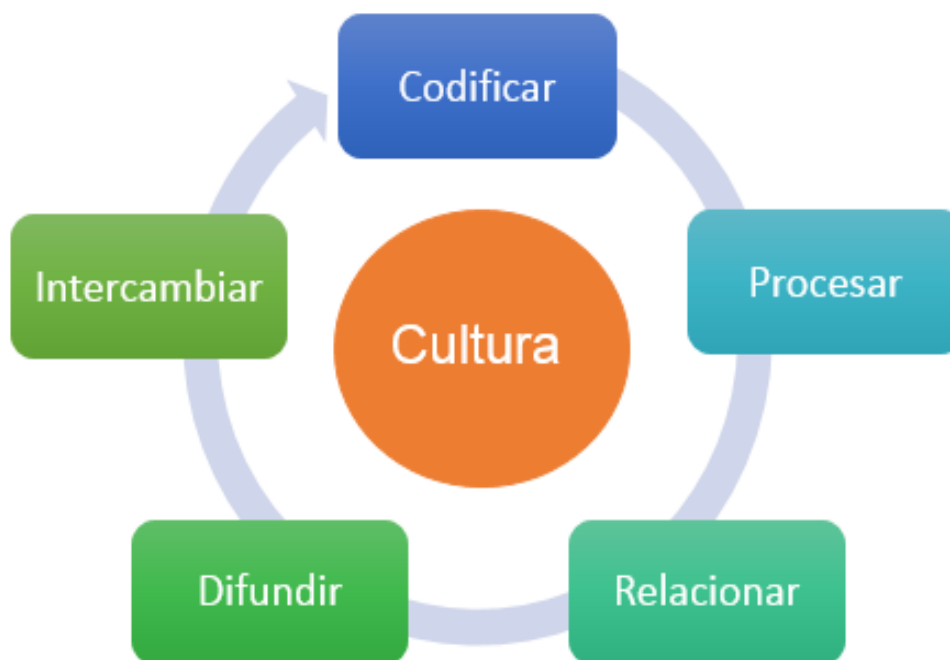 Codificar
Procesar
Relacionar
Difundir
Intercambiar
Cultura